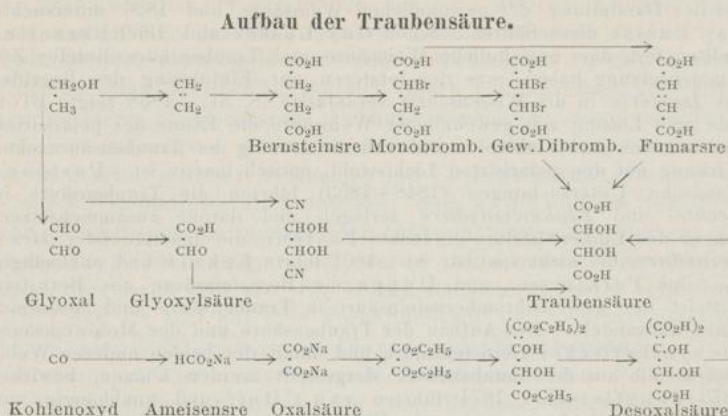 Aufbau der Traubensäure.
CO₂H CO₂H CO₂H CO₂H
CH₂OH CH₂ CH₂ CHBr CHBr CH
CH₃ CH₂ CH₂ CH₂ CHBr CH
CO₂H CO₂H CO₂H CO₂H
Bernsteinsre Monobromb. Gew. Dibromb. Fumarsre
CN CO₂H
CHO CO₂H CHOH CHOH
CHO CHO CHOH CHOH
CN CO₂H
Glyoxal Glyoxylsäure Traubensäure
(CO₂C₂H₅)₂ (CO₂H)₂
CO HCO₂Na CO₂Na CO₂C₂H₅ COH C.OH
CO₂Na CO₂C₂H₅ CHOH CH.OH
CO₂C₂H₅ CO₂H
Kohlenoxyd Ameisensre Oxalsäure Desoxalsäure